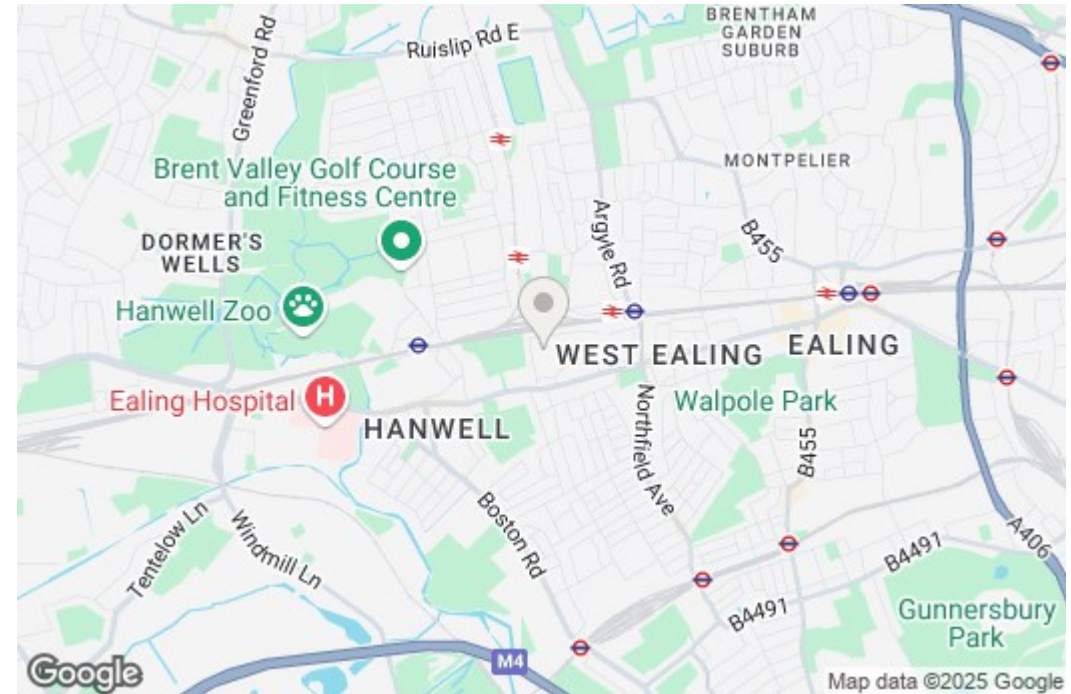 BRENTHAM
GARDEN
SUBURB
Ruislip Rd E
Greenford Rd
Brent Valley Golf Course
and Fitness Centre
MONTPELIER
Argyle Rd
B455
DORMER'S
WELLS
Hanwell Zoo
WEST EALING
EALING
Ealing Hospital
H
Walpole Park
HANWELL
Northfield Ave
B455
Boston Rd
Tentelow Ln
Windmill Ln
A406
B4491
B4491
Gunnersbury
Park
M4
Google
Map data ©2025 Google